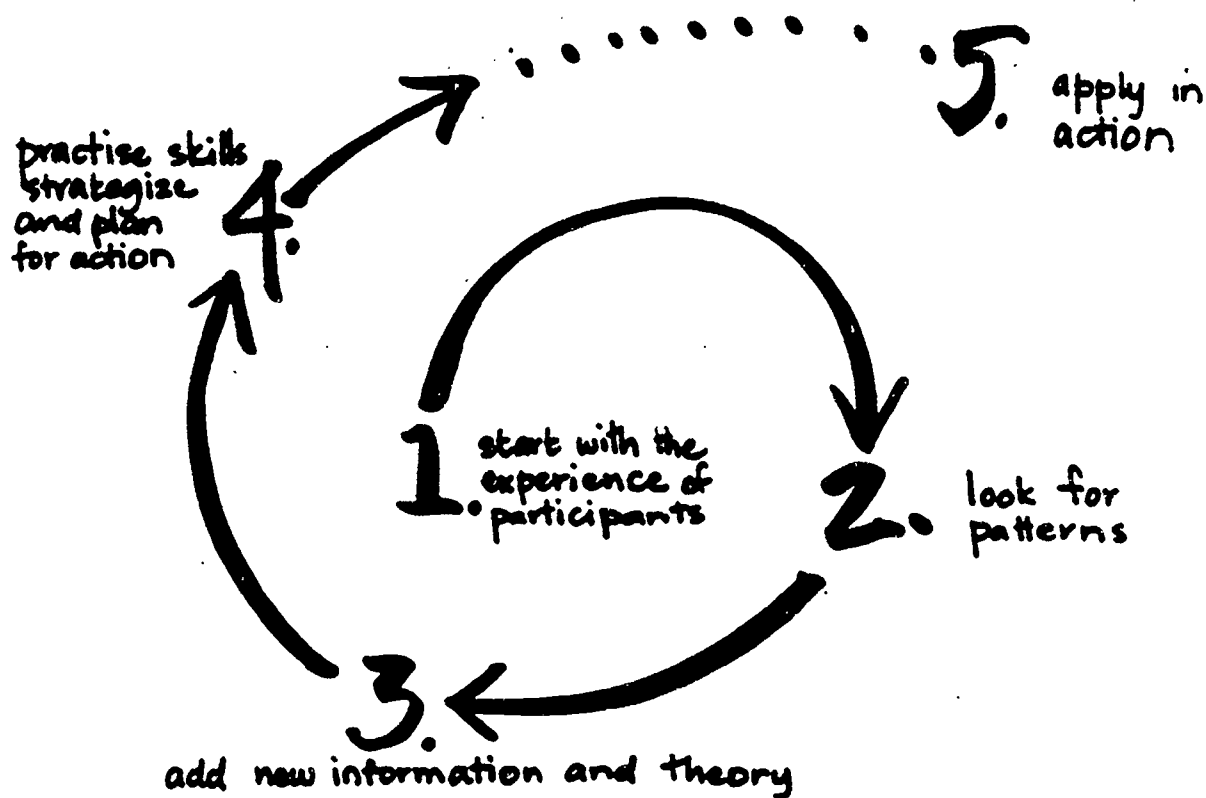 1. start with the
experience of
participants
2. look for
patterns
3.
add new information and theory
4. practise skills
strategize
and plan
for action
5. apply in
action